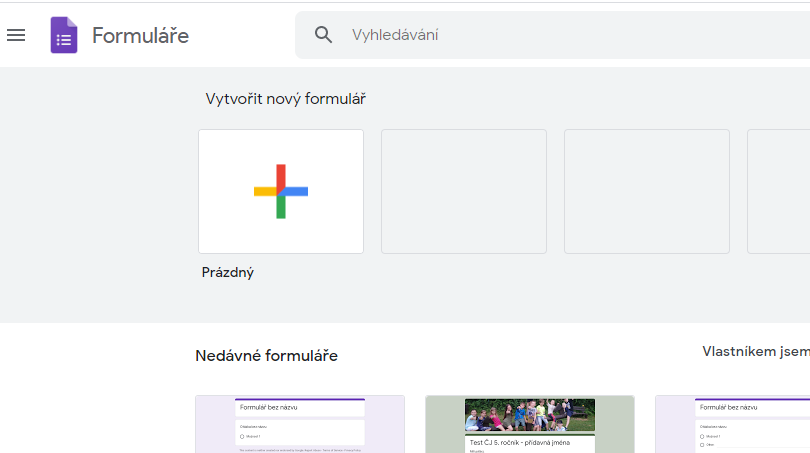 Formuláře
Vyhledávání
Vytvořit nový formulář
Prázdný
Nedávné formuláře
Vlastníkem jsem
Formulář bez názvu
Test ČJ 5. ročník - přídavná jména
Formulář bez názvu